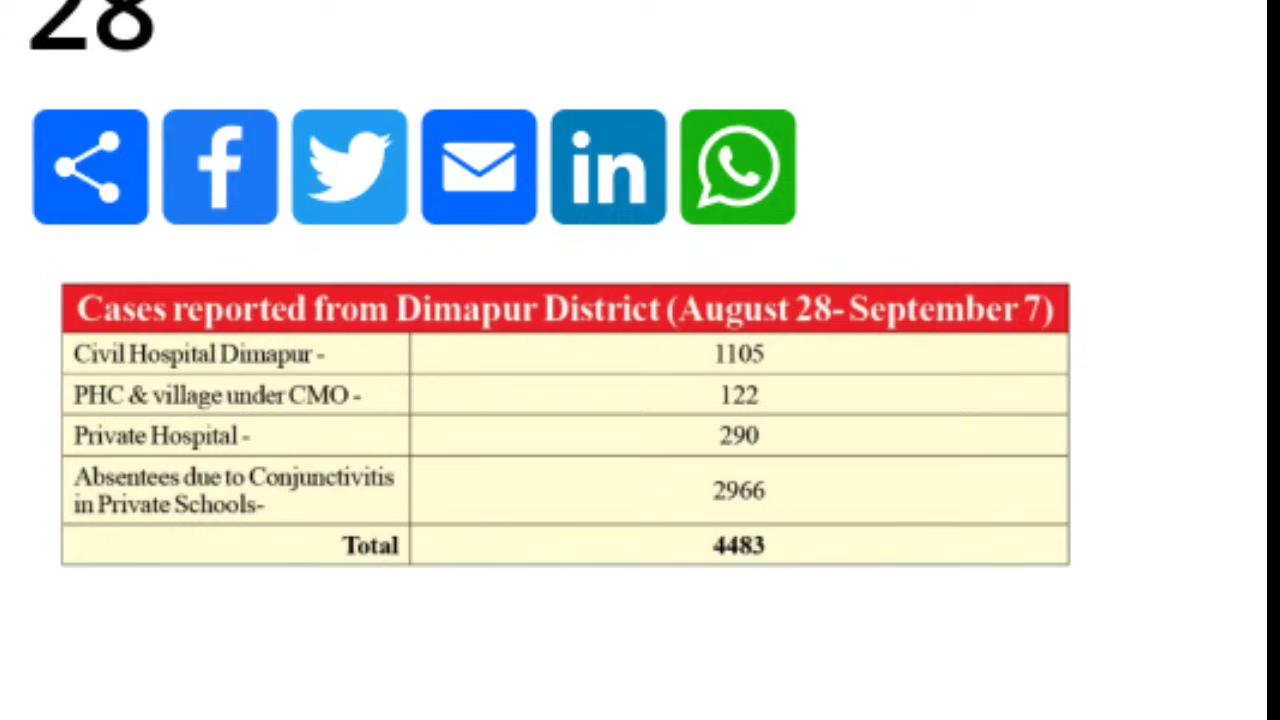 28
f
in
Cases reported from Dimapur District (August 28- September 7)
Civil Hospital Dimapur -
1105
PHC & village under CMO -
122
Private Hospital -
290
Absentees due to Conjunctivitis
in Private Schools-
2966
Total
4483